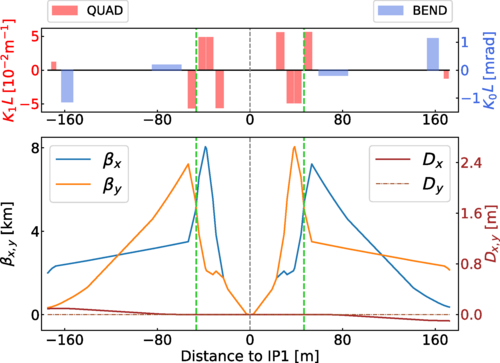 QUAD
BEND
K₁L [10⁻²m⁻¹]
5
0
−5
1
0
−1
K₀L [mrad]
−160
−80
0
80
160
βₓ
βᵧ
Dₓ
Dᵧ
βₓ,ᵧ [km]
8
4
0
2.4
1.6
0.8
0.0
Dₓ,ᵧ [m]
−160
−80
0
80
160
Distance to IP1 [m]